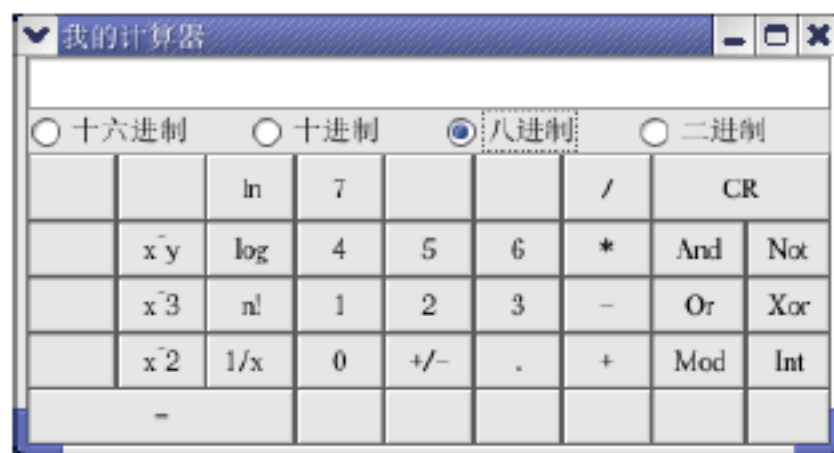 我的计算器
十六进制 十进制 八进制 二进制
ln 7 / CR
x^y log 4 5 6 * And Not
x^3 n! 1 2 3 - Or Xor
x^2 1/x 0 +/- . + Mod Int
=